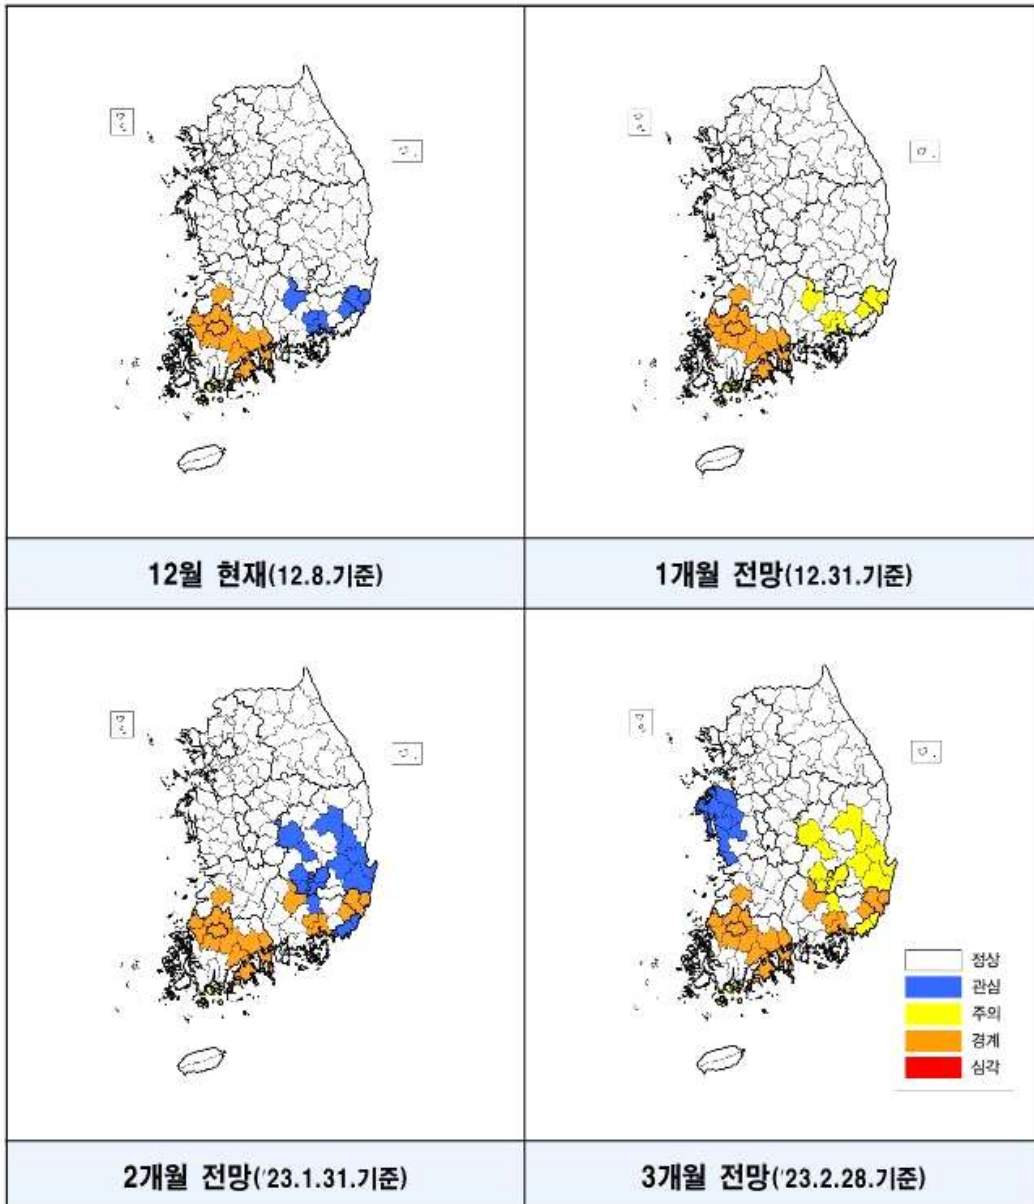 12월 현재(12.8.기준)
1개월 전망(12.31.기준)
정상
관심
주의
경계
심각
2개월 전망('23.1.31.기준)
3개월 전망('23.2.28.기준)